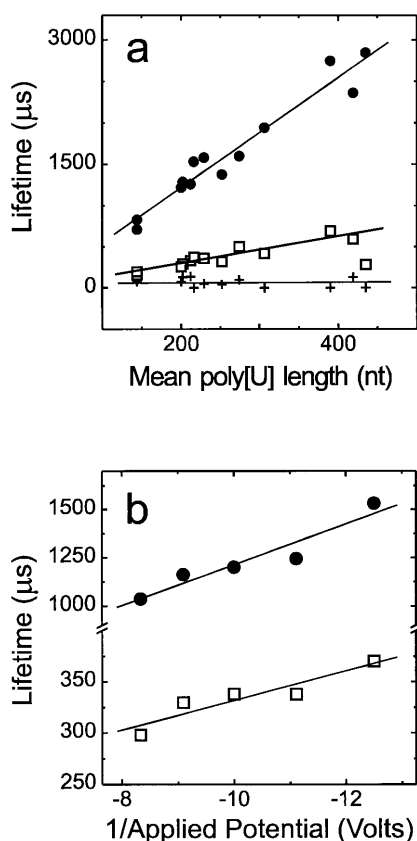 a
3000
1500
0
Lifetime (μs)
200
300
400
Mean poly[U] length (nt)
b
1500
1250
1000
350
300
250
Lifetime (μs)
-8
-10
-12
1/Applied Potential (Volts)